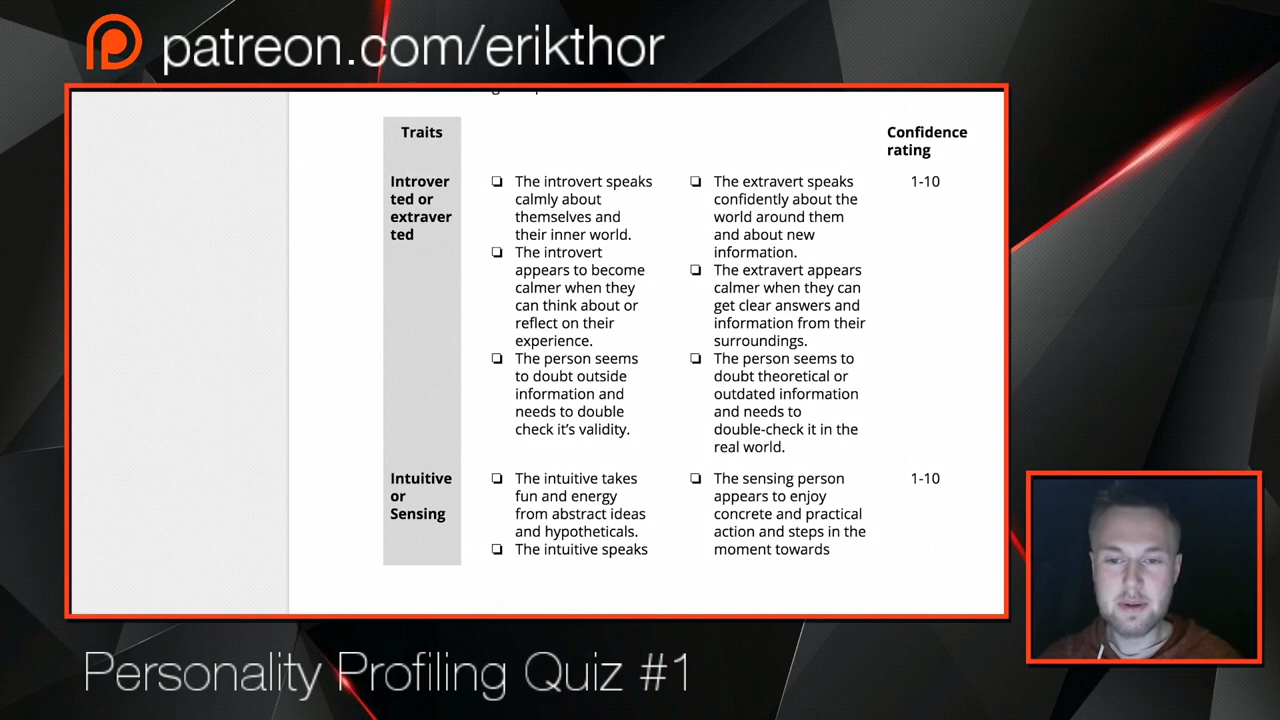 patreon.com/erikthor
Traits
Confidence
rating
Introver
ted or
extraver
ted
❏ The introvert speaks
calmly about
themselves and
their inner world.
❏ The introvert
appears to become
calmer when they
can think about or
reflect on their
experience.
❏ The person seems
to doubt outside
information and
needs to double
check it's validity.
❏ The extravert speaks
confidently about the
world around them
and about new
information.
❏ The extravert appears
calmer when they can
get clear answers and
information from their
surroundings.
❏ The person seems to
doubt theoretical or
outdated information
and needs to
double-check it in the
real world.
1-10
Intuitive
or
Sensing
❏ The intuitive takes
fun and energy
from abstract ideas
and hypotheticals.
❏ The intuitive speaks
❏ The sensing person
appears to enjoy
concrete and practical
action and steps in the
moment towards
1-10
Personality Profiling Quiz #1